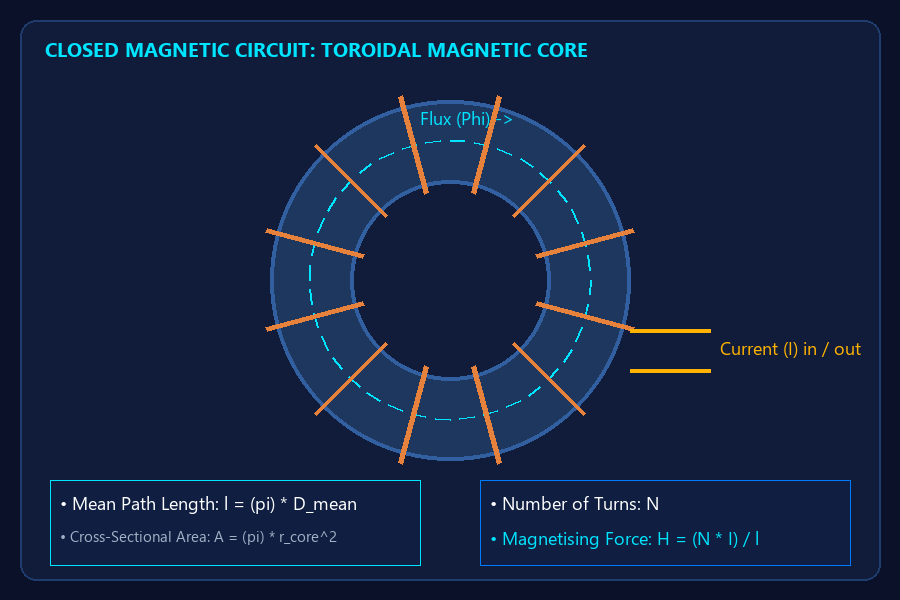 CLOSED MAGNETIC CIRCUIT: TOROIDAL MAGNETIC CORE
Flux (Phi) ->
Current (I) in / out
• Mean Path Length: l = (pi) * D_mean
• Cross-Sectional Area: A = (pi) * r_core^2
• Number of Turns: N
• Magnetising Force: H = (N * I) / l